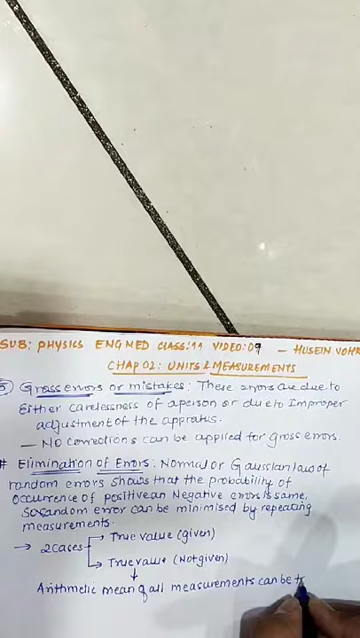 SUB: PHYSICS ENG MED CLASS:11 VIDEO:09 - HUSEIN VOHR
CHAP 02: UNITS & MEASUREMENTS
5) Gross errors or mistakes: These errors are due to
Either carelessness of a person or due to Improper
adjustment of the appratus.
- No corrections can be applied for gross errors.
# Elimination of Errors: Normal or Gaussian law of
random errors shows that the probability of
occurrence of positive an Negative error is same,
So random error can be minimised by repeating
measurements.
→ 2 cases → True value (given)
→ True value (Not given)
Arithmelic mean of all measurements can be t